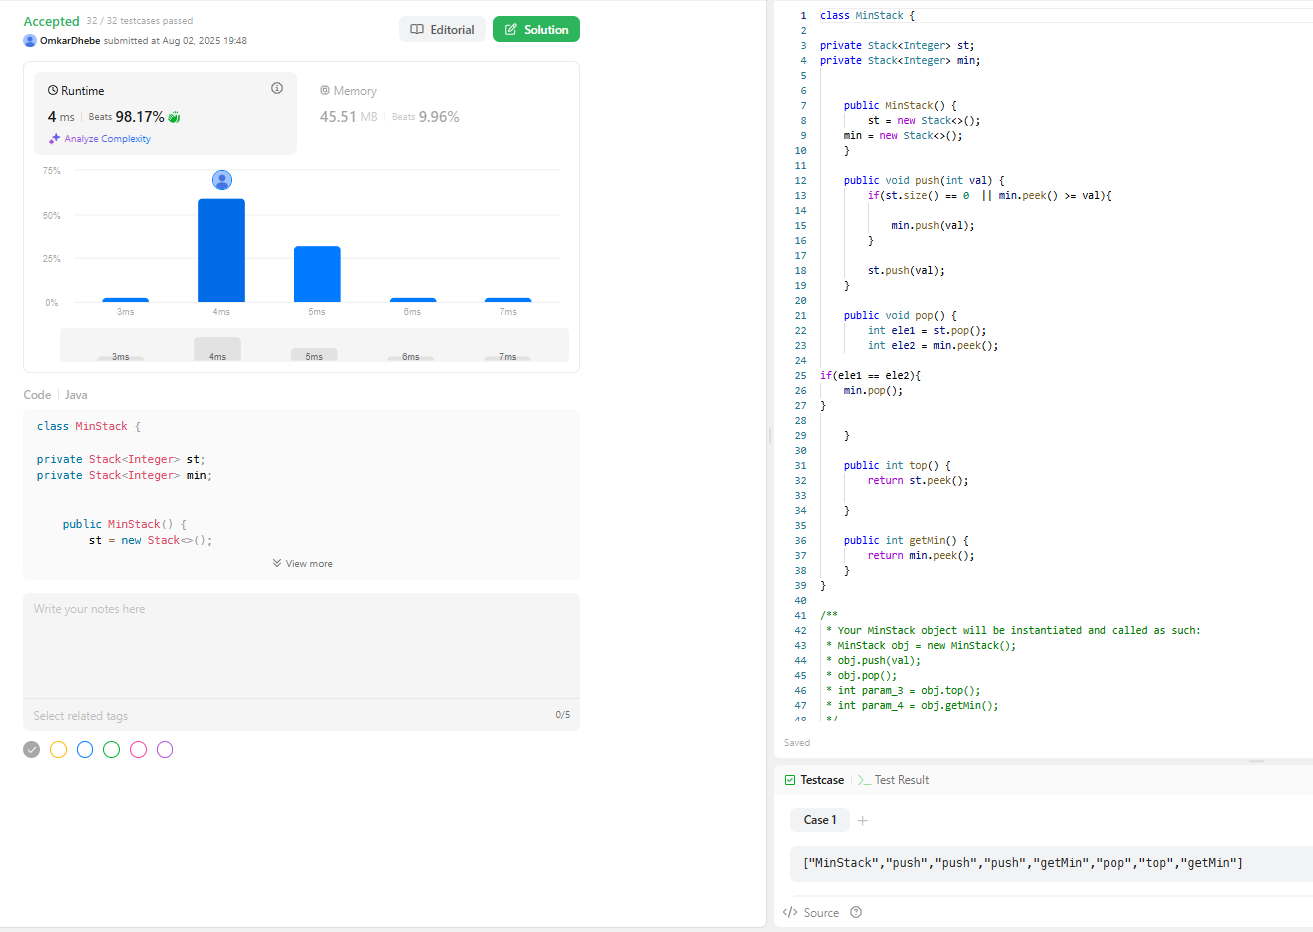 Accepted 32 / 32 testcases passed
OmkarDhebe submitted at Aug 02, 2025 19:48
Editorial
Solution
Runtime
4 ms | Beats 98.17%
Analyze Complexity
Memory
45.51 MB | Beats 9.96%
75%
50%
25%
0%
3ms 4ms 5ms 6ms 7ms
3ms 4ms 5ms 6ms 7ms
Code | Java
class MinStack {
private Stack<Integer> st;
private Stack<Integer> min;
public MinStack() {
st = new Stack<>();
View more
Write your notes here
Select related tags 0/5
1 class MinStack {
2
3 private Stack<Integer> st;
4 private Stack<Integer> min;
5
6
7 public MinStack() {
8 st = new Stack<>();
9 min = new Stack<>();
10 }
11
12 public void push(int val) {
13 if(st.size() == 0 || min.peek() >= val){
14
15 min.push(val);
16 }
17
18 st.push(val);
19 }
20
21 public void pop() {
22 int ele1 = st.pop();
23 int ele2 = min.peek();
24
25 if(ele1 == ele2){
26 min.pop();
27 }
28
29 }
30
31 public int top() {
32 return st.peek();
33
34 }
35
36 public int getMin() {
37 return min.peek();
38 }
39 }
40
41 /**
42 * Your MinStack object will be instantiated and called as such:
43 * MinStack obj = new MinStack();
44 * obj.push(val);
45 * obj.pop();
46 * int param_3 = obj.top();
47 * int param_4 = obj.getMin();
48 */
Saved
Testcase | >_ Test Result
Case 1 +
["MinStack","push","push","push","getMin","pop","top","getMin"]
</> Source ?